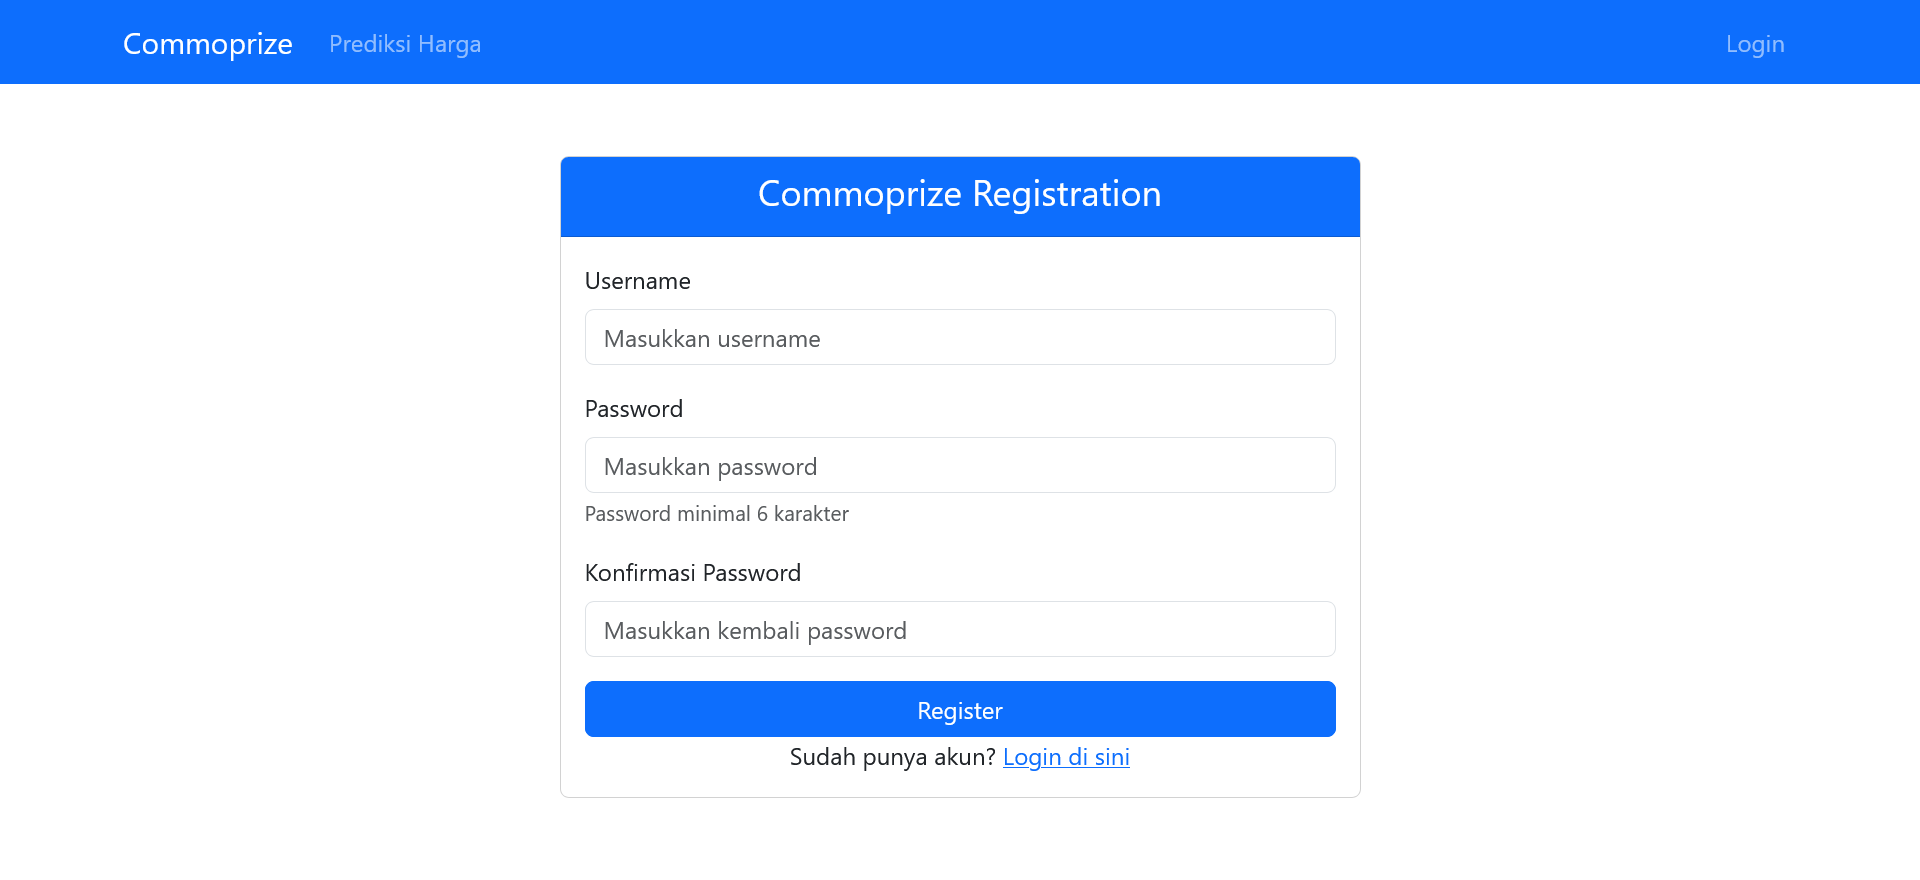 Commoprize Prediksi Harga Login
Commoprize Registration
Username
Masukkan username
Password
Masukkan password
Password minimal 6 karakter
Konfirmasi Password
Masukkan kembali password
Register
Sudah punya akun? Login di sini